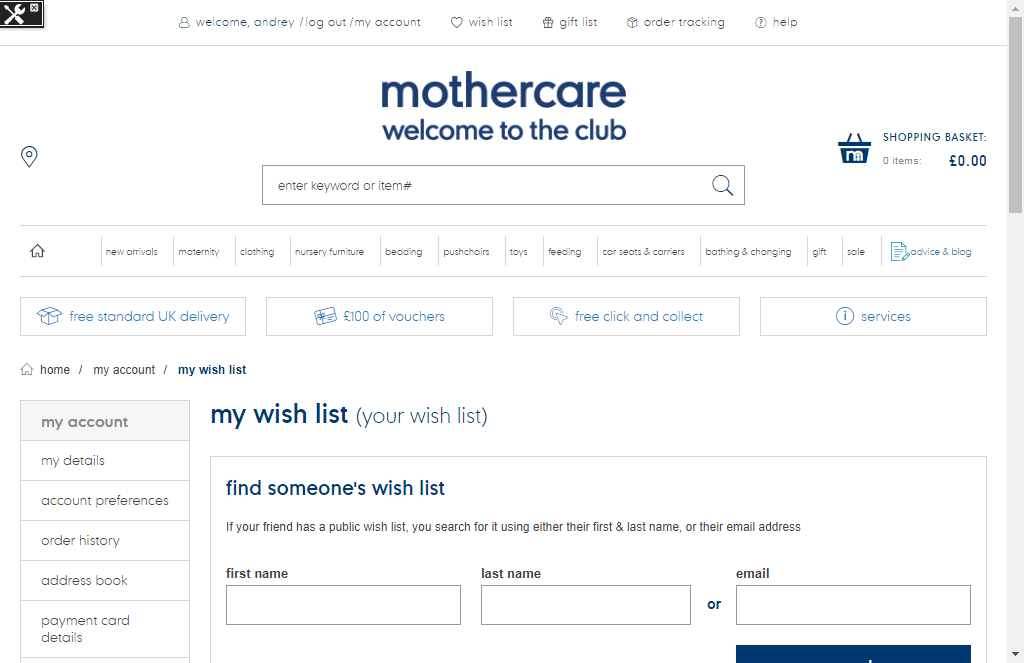 welcome, andrey /log out /my account
wish list
gift list
order tracking
help
mothercare
welcome to the club
SHOPPING BASKET:
0 items: £0.00
enter keyword or item#
new arrivals
maternity
clothing
nursery furniture
bedding
pushchairs
toys
feeding
car seats & carriers
bathing & changing
gift
sale
advice & blog
free standard UK delivery
£100 of vouchers
free click and collect
services
home / my account / my wish list
my account
my details
account preferences
order history
address book
payment card
details
my wish list (your wish list)
find someone's wish list
If your friend has a public wish list, you search for it using either their first & last name, or their email address
first name
last name
or
email